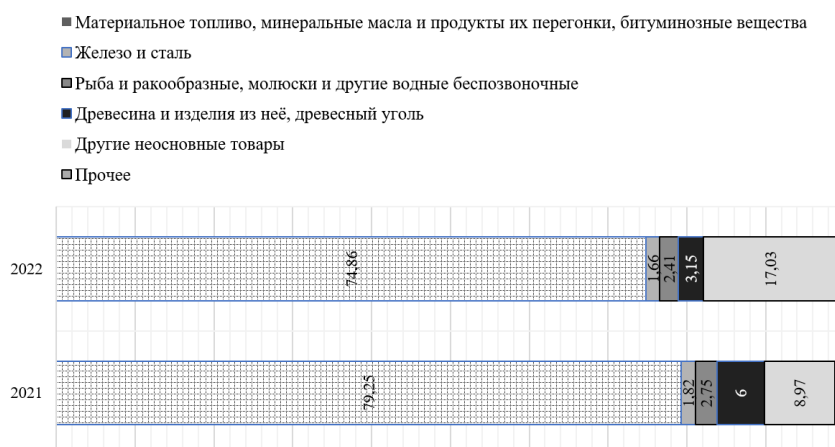 Материальное топливо, минеральные масла и продукты их перегонки, битуминозные вещества
Железо и сталь
Рыба и ракообразные, молюски и другие водные беспозвоночные
Древесина и изделия из неё, древесный уголь
Другие неосновные товары
Прочее
2022
74,86
1,66
2,41
3,15
17,03
2021
79,25
1,82
2,75
6
8,97